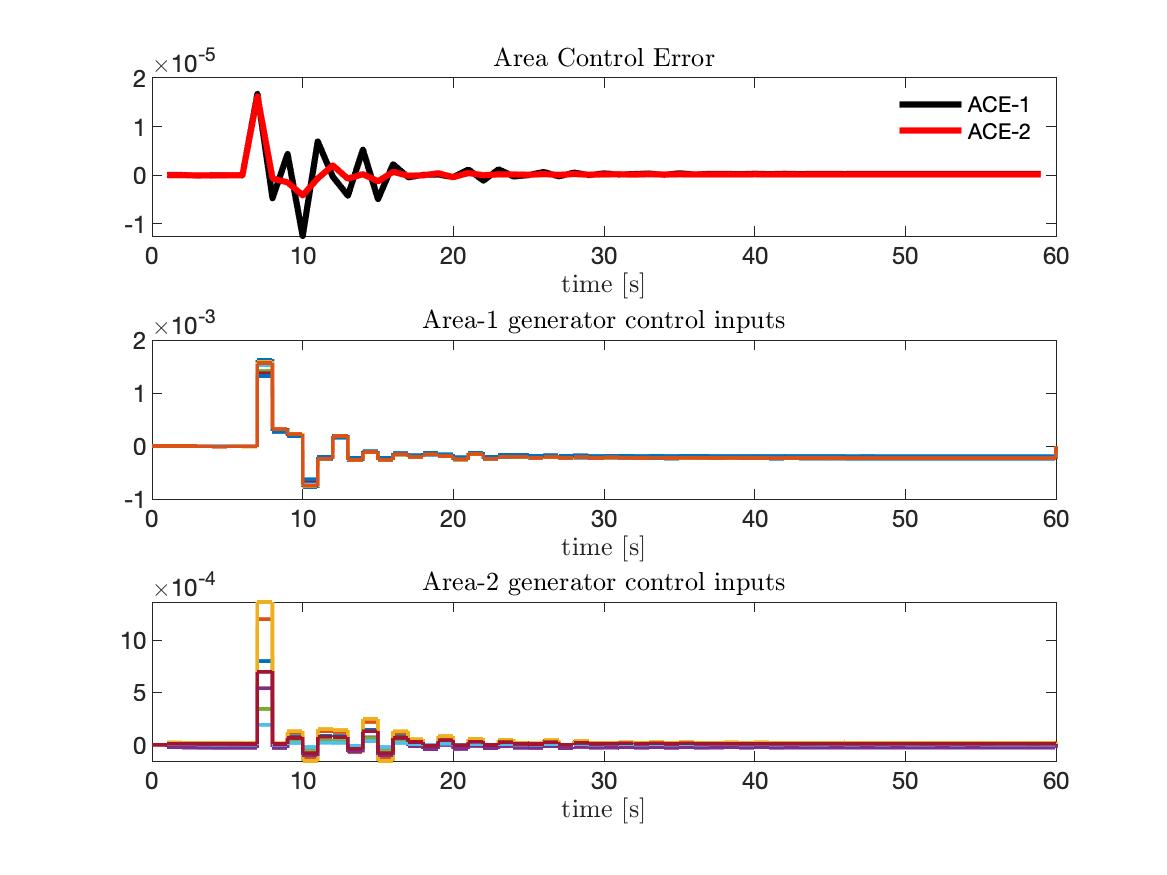 Area Control Error
×10-5
2
1
0
-1
ACE-1
ACE-2
0 10 20 30 40 50 60
time [s]
Area-1 generator control inputs
×10-3
2
1
0
-1
0 10 20 30 40 50 60
time [s]
Area-2 generator control inputs
×10-4
10
5
0
0 10 20 30 40 50 60
time [s]